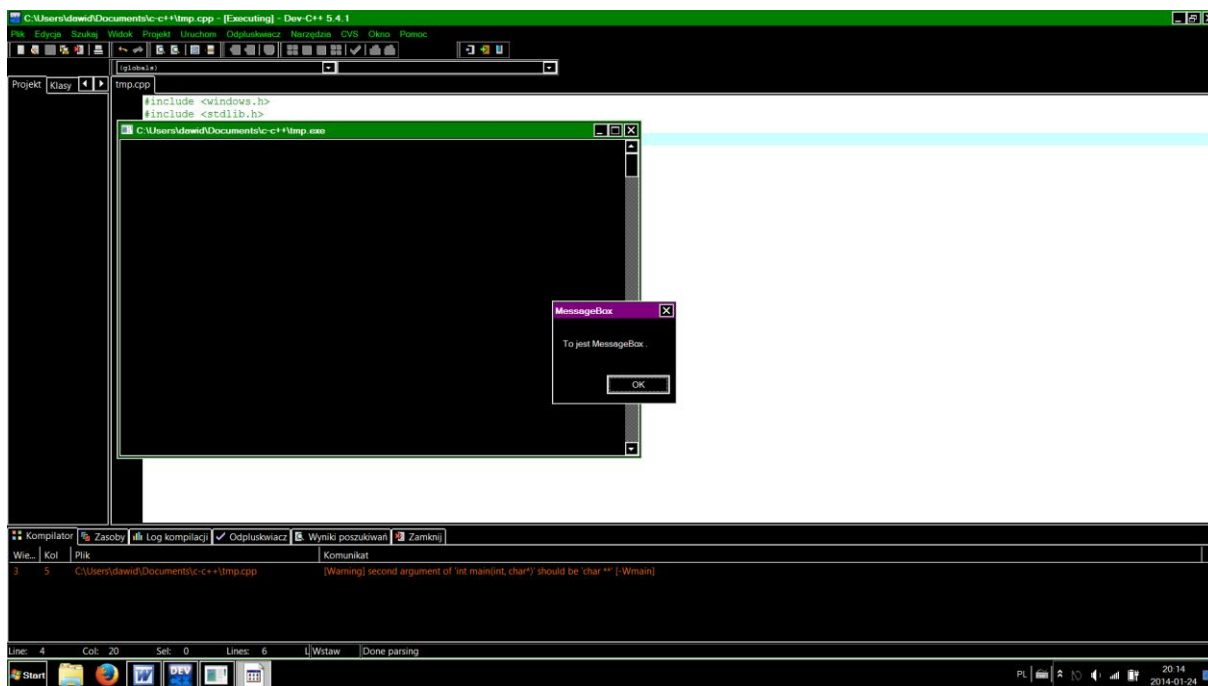 C:\Users\dawid\Documents\c-c++\tmp.cpp - [Executing] - Dev-C++ 5.4.1
Plik Edycja Szukaj Widok Projekt Uruchom Odpluskwiacz Narzędzia CVS Okno Pomoc
(globals)
Projekt Klasy tmp.cpp
#include <windows.h>
#include <stdlib.h>
C:\Users\dawid\Documents\c-c++\tmp.exe
MessageBox
To jest MessageBox .
OK
Kompilator Zasoby Log kompilacji Odpluskwiacz Wyniki poszukiwań Zamknij
Wie... Kol Plik Komunikat
3 5 C:\Users\dawid\Documents\c-c++\tmp.cpp [Warning] second argument of 'int main(int, char*)' should be 'char **' [-Wmain]
Line: 4 Col: 20 Sel: 0 Lines: 6 L Wstaw Done parsing
Start W DEV PL 20:14
2014-01-24